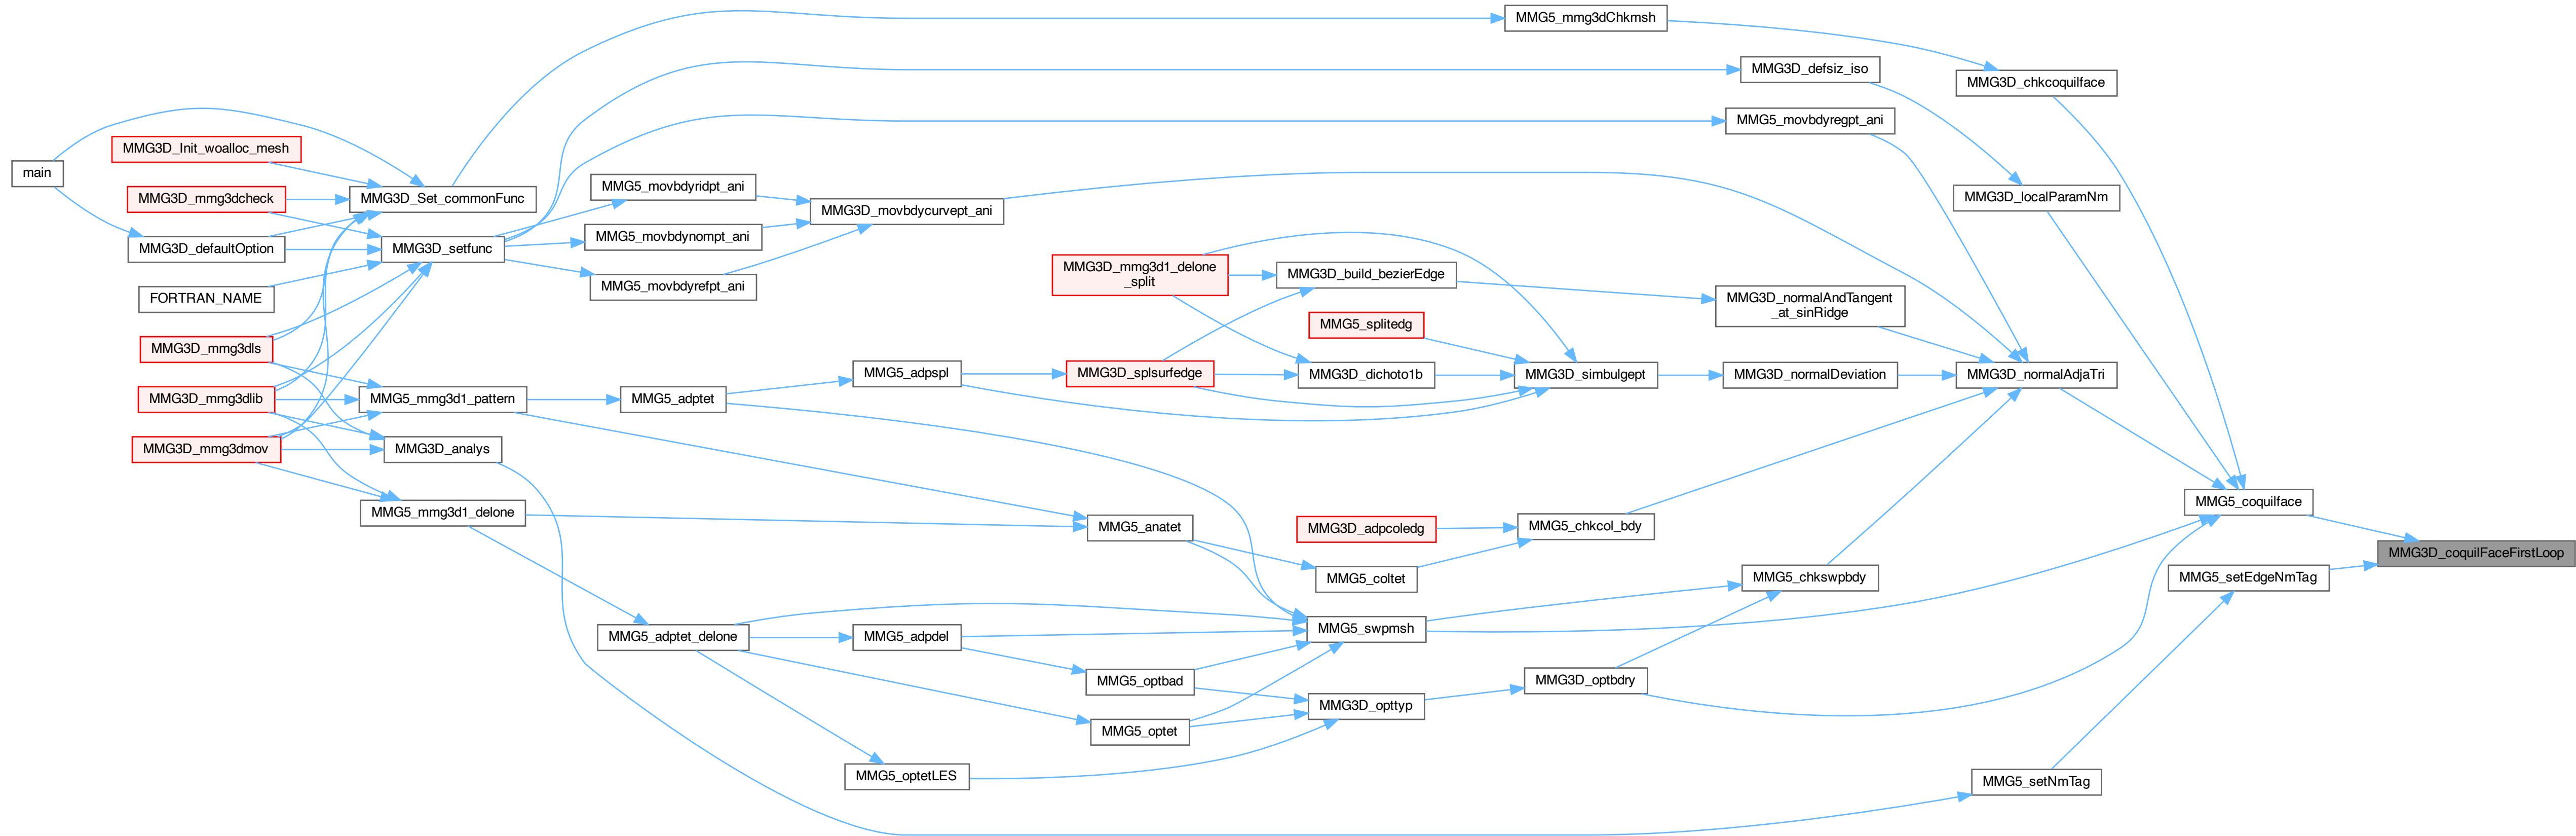 MMG5_mmg3dChkmsh
MMG3D_defsiz_iso
MMG3D_chkcoquilface
MMG5_movbdyregpt_ani
MMG3D_Init_woalloc_mesh
main
MMG5_movbdyridpt_ani
MMG3D_mmg3dcheck
MMG3D_Set_commonFunc
MMG3D_localParamNm
MMG3D_movbdycurvept_ani
MMG5_movbdynompt_ani
MMG3D_defaultOption
MMG3D_setfunc
MMG3D_mmg3d1_delone
_split
MMG3D_build_bezierEdge
MMG5_movbdyrefpt_ani
FORTRAN_NAME
MMG3D_normalAndTangent
_at_sinRidge
MMG5_splitedg
MMG3D_mmg3dls
MMG5_adpspl
MMG3D_splsurfedge
MMG3D_dichoto1b
MMG3D_simbulgept
MMG3D_normalDeviation
MMG3D_normalAdjaTri
MMG3D_mmg3dlib
MMG5_mmg3d1_pattern
MMG5_adptet
MMG3D_mmg3dmov
MMG3D_analys
MMG5_coquilface
MMG5_mmg3d1_delone
MMG5_anatet
MMG3D_adpcoledg
MMG5_chkcol_bdy
MMG3D_coquilFaceFirstLoop
MMG5_coltet
MMG5_chkswpbdy
MMG5_setEdgeNmTag
MMG5_adptet_delone
MMG5_adpdel
MMG5_swpmsh
MMG5_optbad
MMG3D_optbdry
MMG3D_opttyp
MMG5_optet
MMG5_optetLES
MMG5_setNmTag